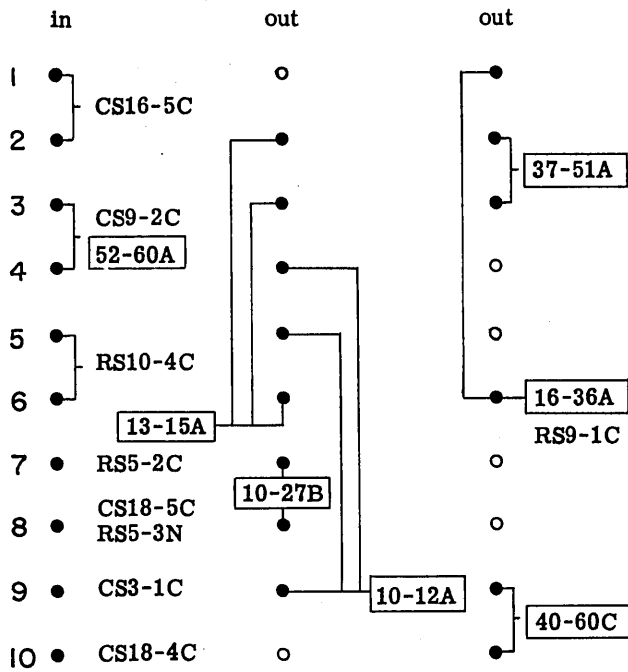 in out out
1
CS16-5C
2
37-51A
3
CS9-2C
52-60A
4
5
RS10-4C
6
16-36A
13-15A
RS9-1C
7 RS5-2C
10-27B
CS18-5C
8
RS5-3N
9 CS3-1C
10-12A
40-60C
10 CS18-4C